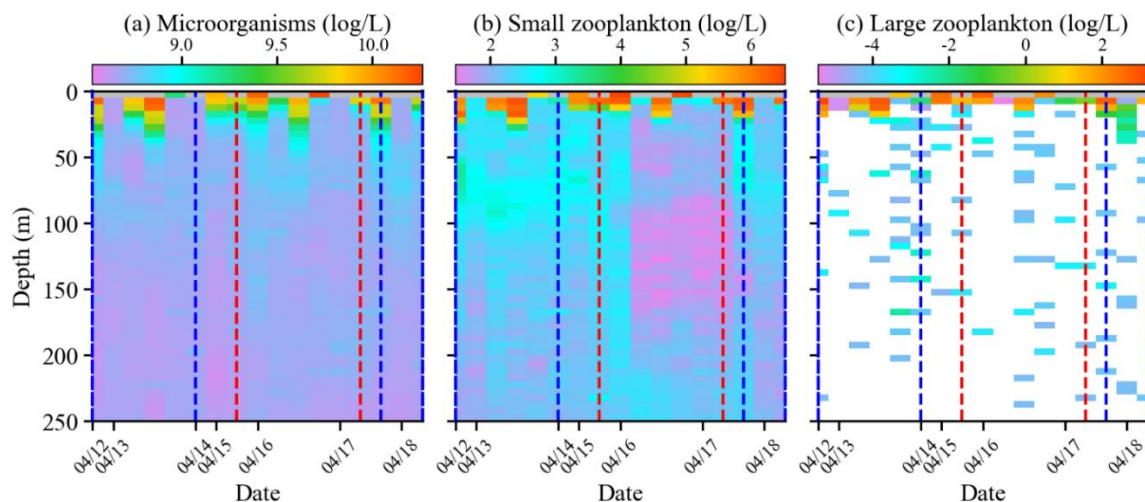 (a) Microorganisms (log/L) (b) Small zooplankton (log/L) (c) Large zooplankton (log/L)
9.0 9.5 10.0 2 3 4 5 6 -4 -2 0 2
0
50
100
150
200
250
Depth (m)
04/12 04/13 04/14 04/15 04/16 04/17 04/18 04/12 04/13 04/14 04/15 04/16 04/17 04/18 04/12 04/13 04/14 04/15 04/16 04/17 04/18
Date Date Date